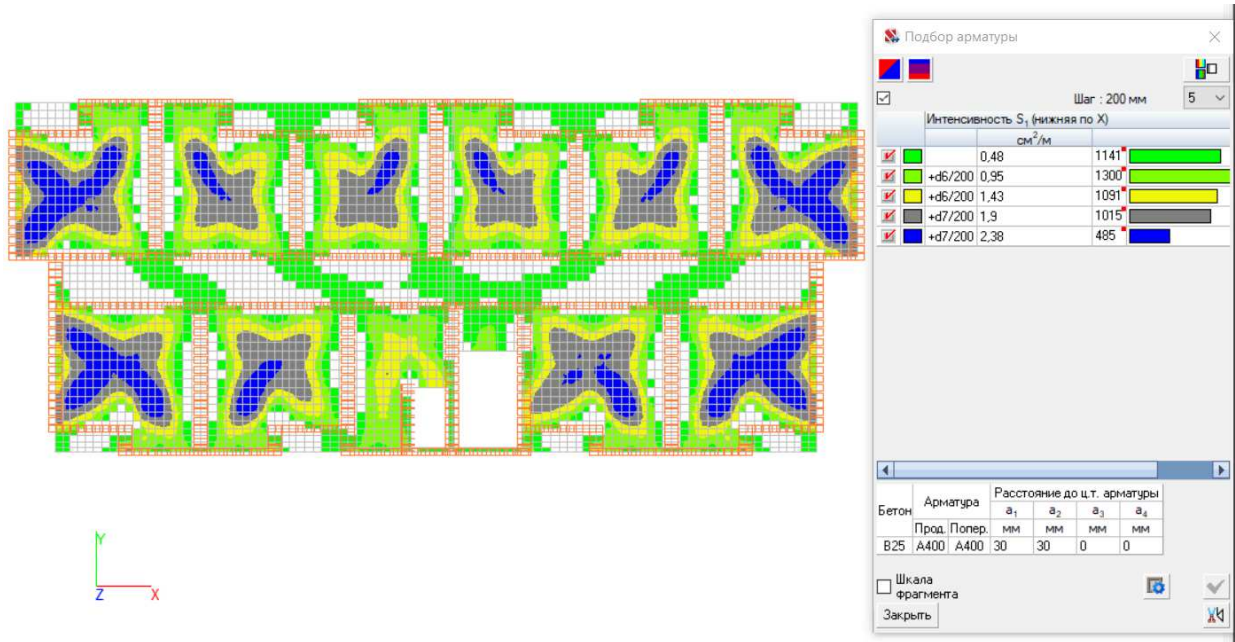 Подбор арматуры
Шаг : 200 мм 5
Интенсивность S₁ (нижняя по X)
см²/м
0,48 1141
+d6/200 0,95 1300
+d6/200 1,43 1091
+d7/200 1,9 1015
+d7/200 2,38 485
Бетон Арматура Расстояние до ц.т. арматуры
a₁ a₂ a₃ a₄
Прод. Попер. мм мм мм мм
B25 A400 A400 30 30 0 0
Шкала
фрагмента
Закрыть
Y
Z X